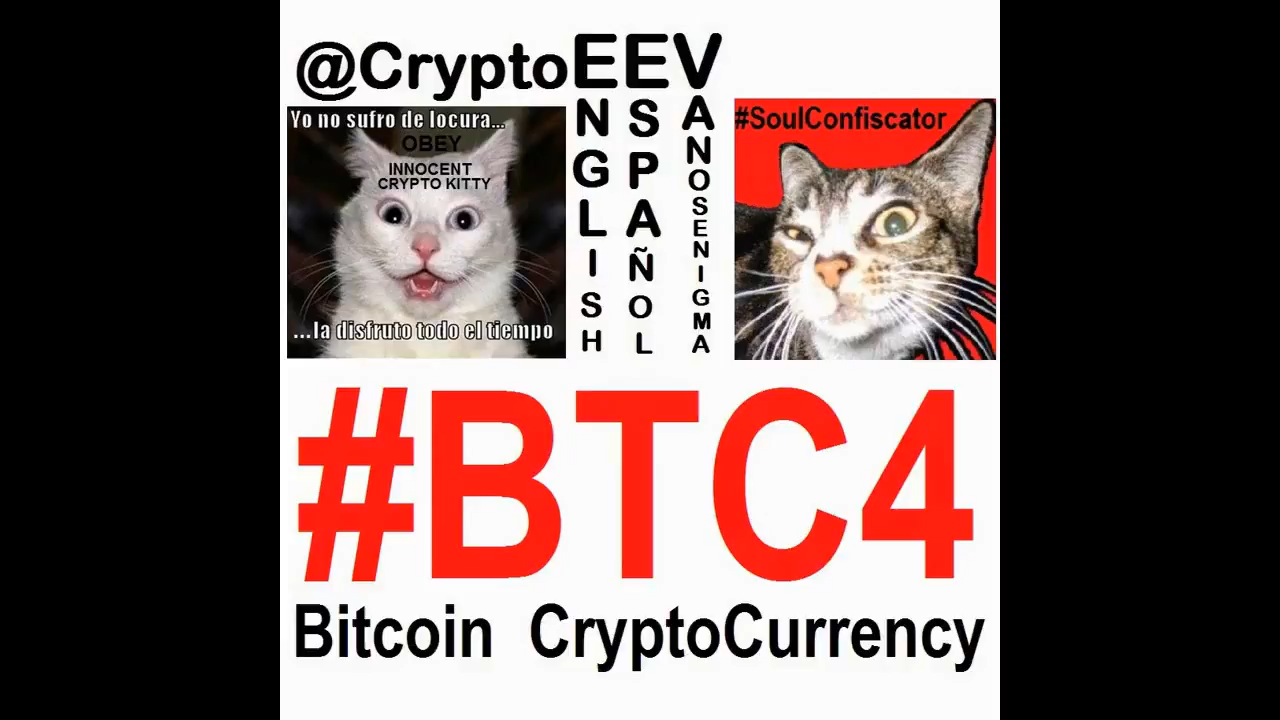 @CryptoEEV
ENGLISH
ESPAÑOL
VANOSENIGMA
Yo no sufro de locura...
OBEY
INNOCENT
CRYPTO KITTY
...la disfruto todo el tiempo
#SoulConfiscator
#BTC4
Bitcoin CryptoCurrency